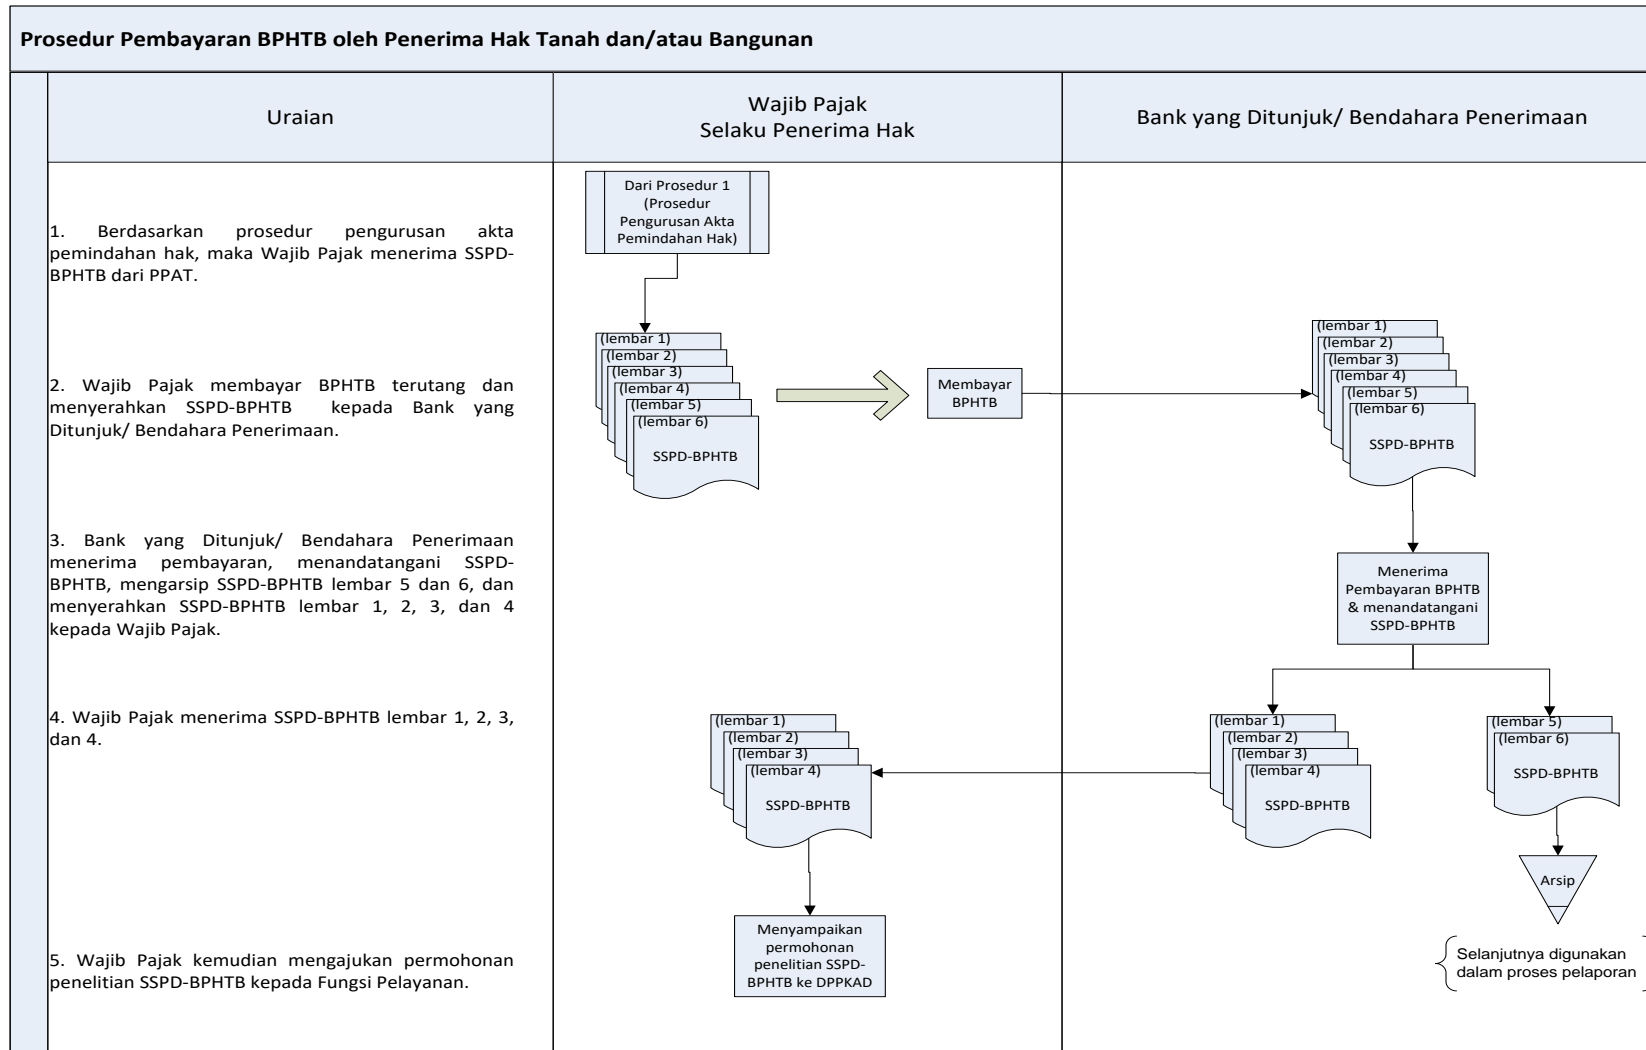 Prosedur Pembayaran BPHTB oleh Penerima Hak Tanah dan/atau Bangunan
Uraian
Wajib Pajak
Selaku Penerima Hak
Bank yang Ditunjuk/ Bendahara Penerimaan
1. Berdasarkan prosedur pengurusan akta
pemindahan hak, maka Wajib Pajak menerima SSPD-
BPHTB dari PPAT.
2. Wajib Pajak membayar BPHTB terutang dan
menyerahkan SSPD-BPHTB kepada Bank yang
Ditunjuk/ Bendahara Penerimaan.
3. Bank yang Ditunjuk/ Bendahara Penerimaan
menerima pembayaran, menandatangani SSPD-
BPHTB, mengarsip SSPD-BPHTB lembar 5 dan 6, dan
menyerahkan SSPD-BPHTB lembar 1, 2, 3, dan 4
kepada Wajib Pajak.
4. Wajib Pajak menerima SSPD-BPHTB lembar 1, 2, 3,
dan 4.
5. Wajib Pajak kemudian mengajukan permohonan
penelitian SSPD-BPHTB kepada Fungsi Pelayanan.
Dari Prosedur 1
(Prosedur
Pengurusan Akta
Pemindahan Hak)
(lembar 1)
(lembar 2)
(lembar 3)
(lembar 4)
(lembar 5)
(lembar 6)
SSPD-BPHTB
Membayar
BPHTB
(lembar 1)
(lembar 2)
(lembar 3)
(lembar 4)
(lembar 5)
(lembar 6)
SSPD-BPHTB
Menerima
Pembayaran BPHTB
& menandatangani
SSPD-BPHTB
(lembar 1)
(lembar 2)
(lembar 3)
(lembar 4)
SSPD-BPHTB
(lembar 5)
(lembar 6)
SSPD-BPHTB
Arsip
Selanjutnya digunakan
dalam proses pelaporan
(lembar 1)
(lembar 2)
(lembar 3)
(lembar 4)
SSPD-BPHTB
Menyampaikan
permohonan
penelitian SSPD-
BPHTB ke DPPKAD